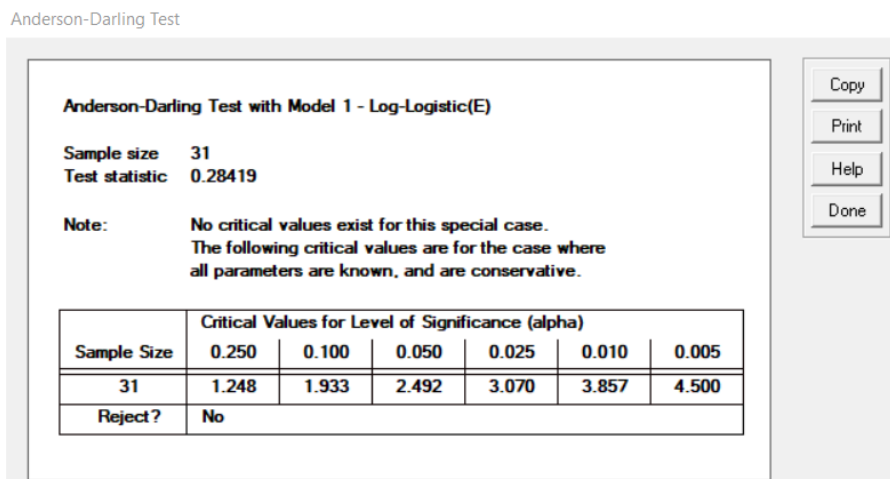 Anderson-Darling Test
Copy
Print
Help
Done
Anderson-Darling Test with Model 1 - Log-Logistic(E)
Sample size 31
Test statistic 0.28419
Note: No critical values exist for this special case.
The following critical values are for the case where
all parameters are known, and are conservative.
Critical Values for Level of Significance (alpha)
Sample Size 0.250 0.100 0.050 0.025 0.010 0.005
31 1.248 1.933 2.492 3.070 3.857 4.500
Reject? No